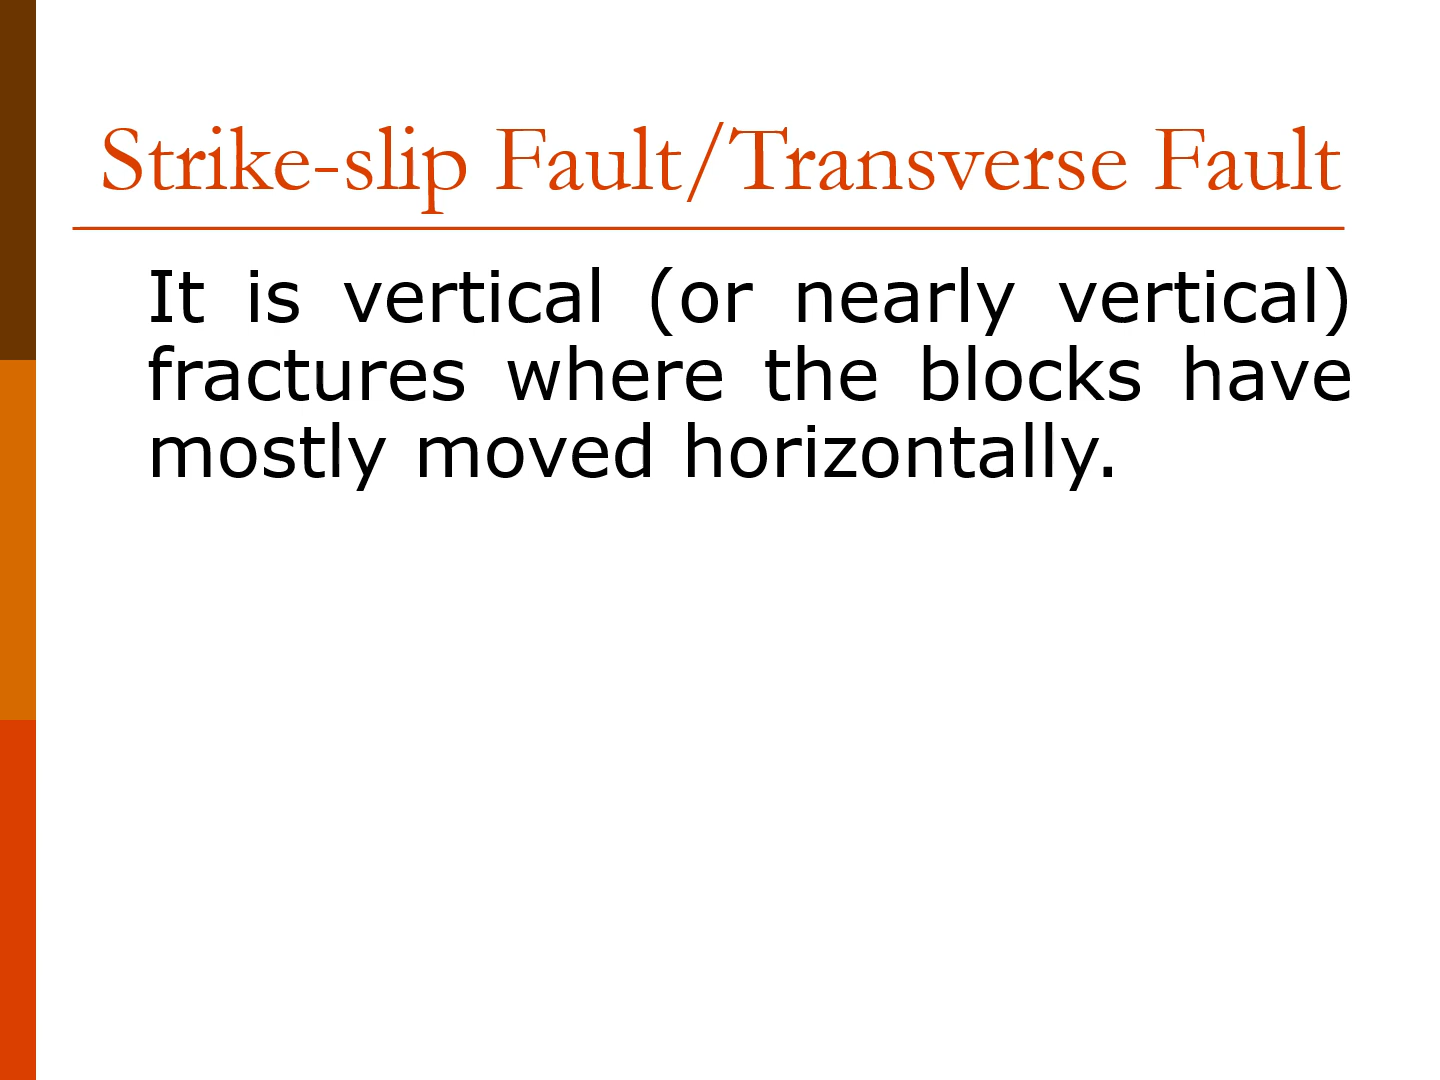 Strike-slip Fault/Transverse Fault
It is vertical (or nearly vertical)
fractures where the blocks have
mostly moved horizontally.